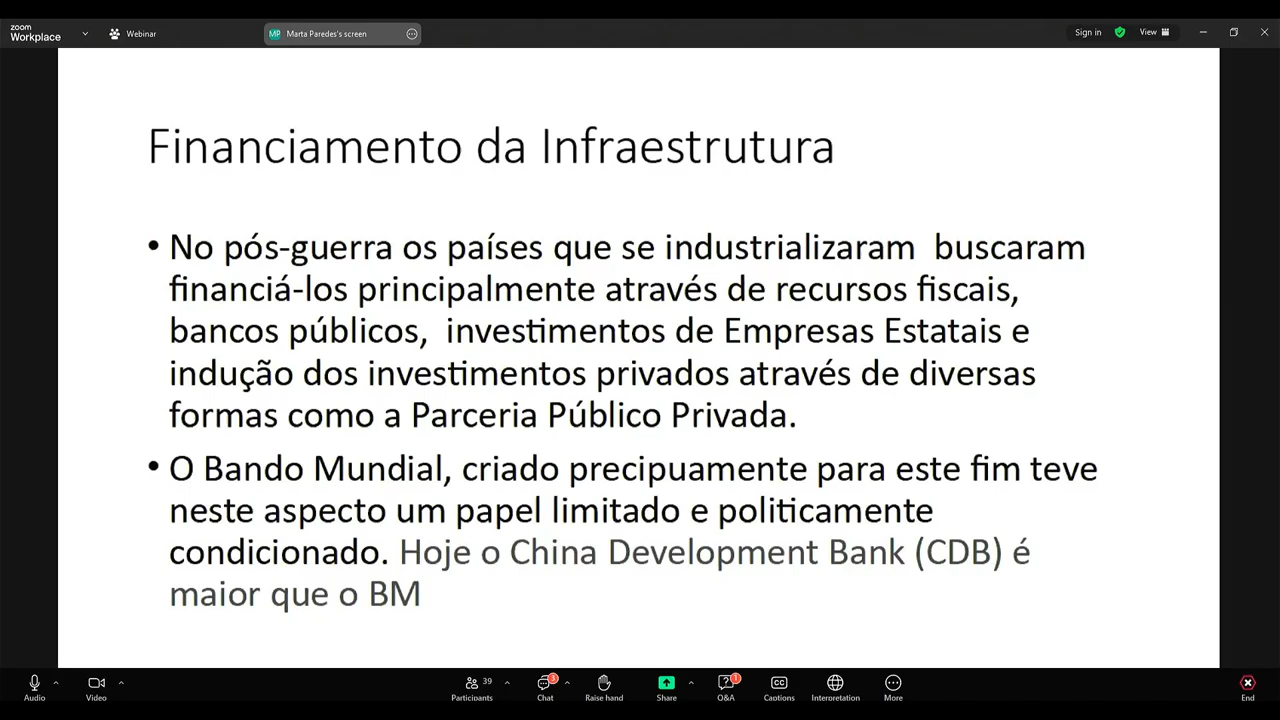 zoom
Workplace
Webinar
MP Marta Paredes's screen
Sign in
View
Financiamento da Infraestrutura
• No pós-guerra os países que se industrializaram buscaram
financiá-los principalmente através de recursos fiscais,
bancos públicos, investimentos de Empresas Estatais e
indução dos investimentos privados através de diversas
formas como a Parceria Público Privada.
• O Bando Mundial, criado precipuamente para este fim teve
neste aspecto um papel limitado e politicamente
condicionado. Hoje o China Development Bank (CDB) é
maior que o BM
39
3
1
CC
Audio
Video
Participants
Chat
Raise hand
Share
Q&A
Captions
Interpretation
More
End